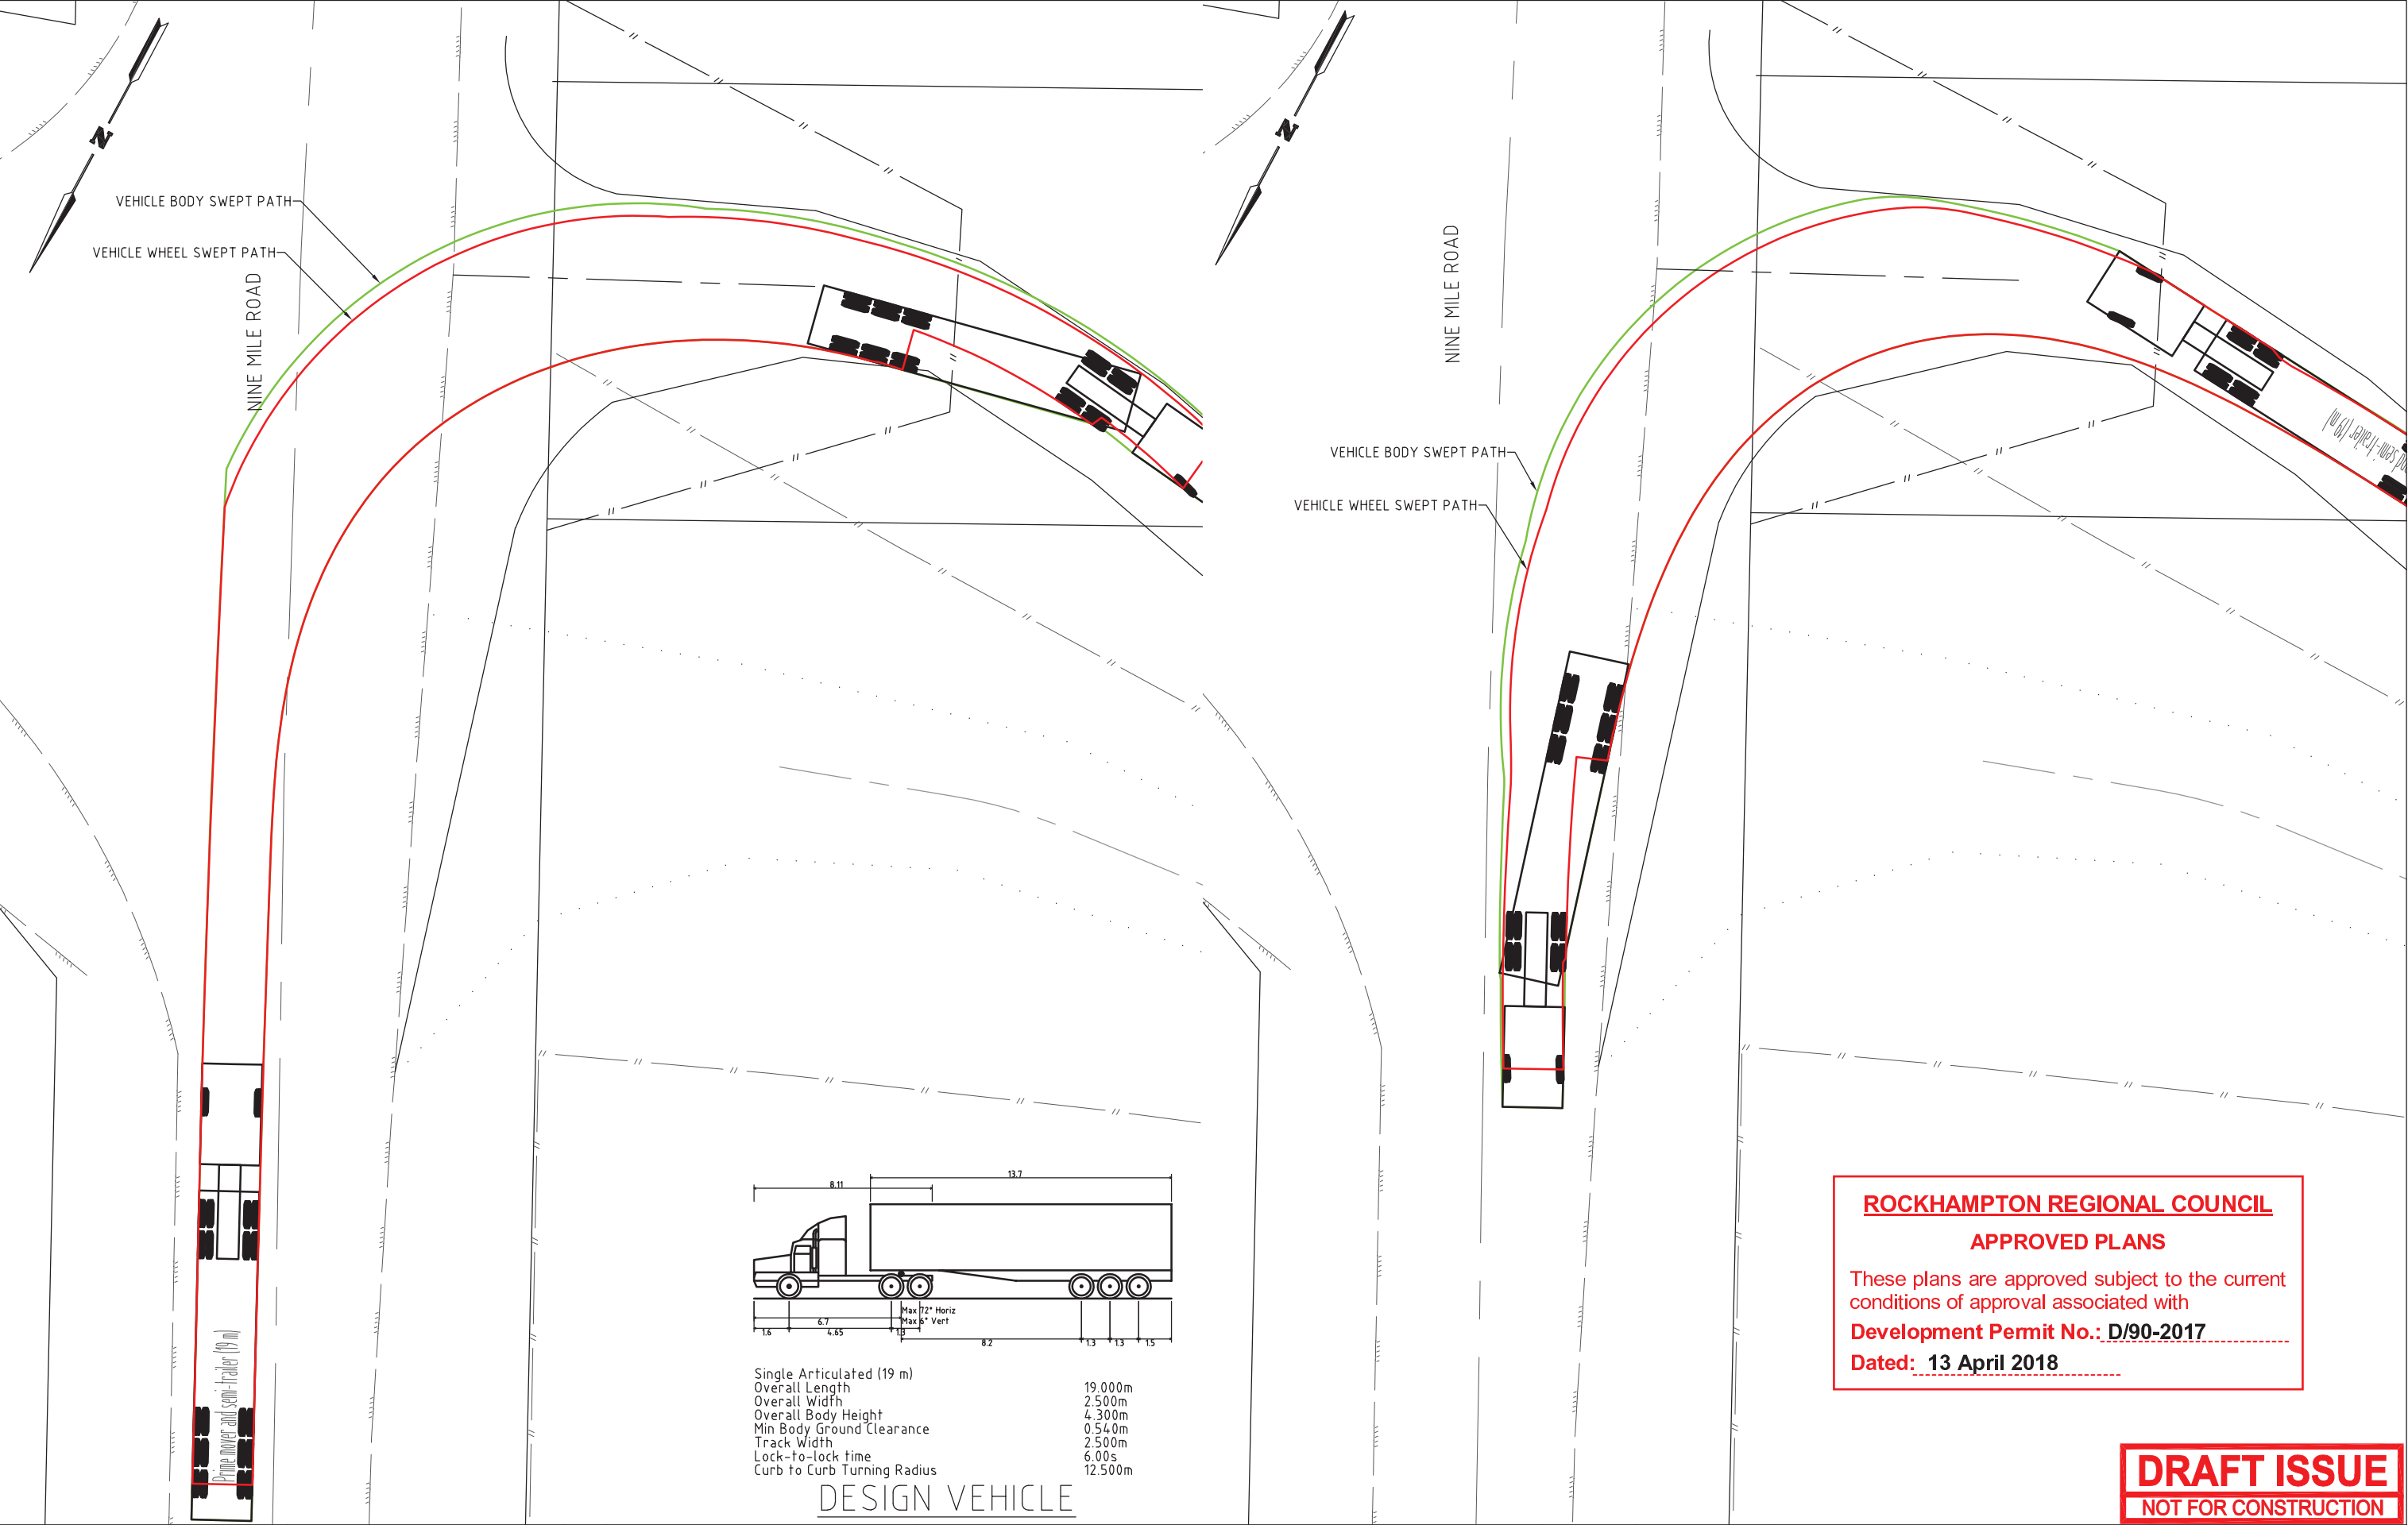 N
VEHICLE BODY SWEPT PATH
VEHICLE WHEEL SWEPT PATH
NINE MILE ROAD
Prime mover and semi-trailer (19 m)
13.7
8.11
Max 72° Horiz
Max 6° Vert
6.7
1.6
4.65
1.3
8.2
1.3
1.3
1.5
Single Articulated (19 m)
Overall Length 19.000m
Overall Width 2.500m
Overall Body Height 4.300m
Min Body Ground Clearance 0.540m
Track Width 2.500m
Lock-to-lock time 6.00s
Curb to Curb Turning Radius 12.500m
DESIGN VEHICLE
N
NINE MILE ROAD
VEHICLE BODY SWEPT PATH
VEHICLE WHEEL SWEPT PATH
semi-trailer (19 m)
ROCKHAMPTON REGIONAL COUNCIL
APPROVED PLANS
These plans are approved subject to the current
conditions of approval associated with
Development Permit No.: D/90-2017
Dated: 13 April 2018
DRAFT ISSUE
NOT FOR CONSTRUCTION